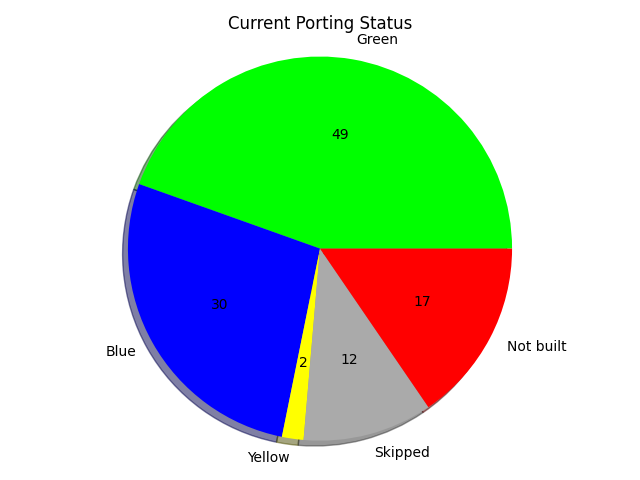 Current Porting Status
Green
49
30
Blue
2
Yellow
12
Skipped
17
Not built